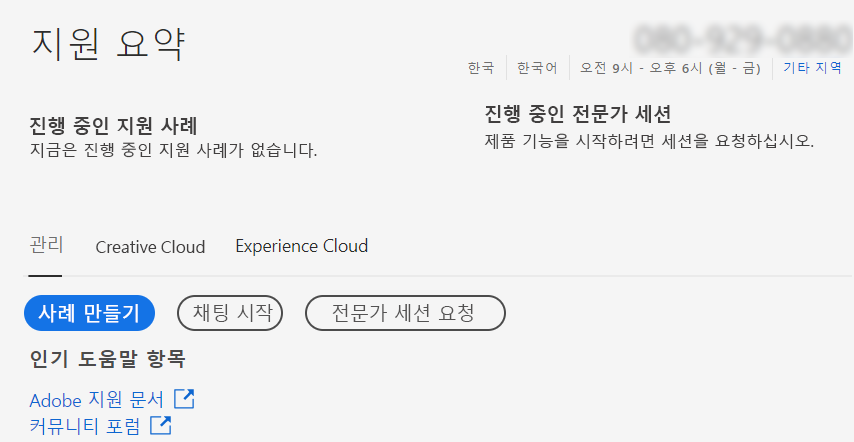 지원 요약
한국 한국어 오전 9시 - 오후 6시 (월 - 금) 기타 지역
진행 중인 지원 사례
지금은 진행 중인 지원 사례가 없습니다.
진행 중인 전문가 세션
제품 기능을 시작하려면 세션을 요청하십시오.
관리 Creative Cloud Experience Cloud
사례 만들기 채팅 시작 전문가 세션 요청
인기 도움말 항목
Adobe 지원 문서
커뮤니티 포럼